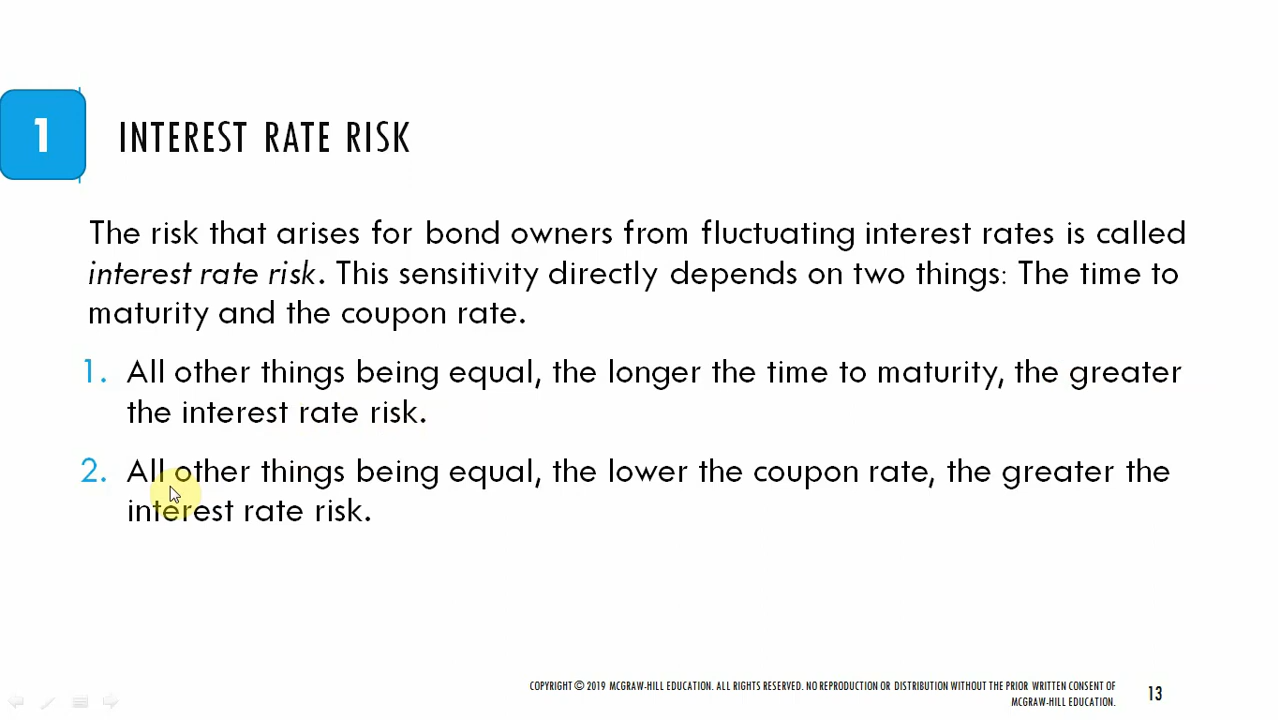 1
INTEREST RATE RISK
The risk that arises for bond owners from fluctuating interest rates is called
interest rate risk. This sensitivity directly depends on two things: The time to
maturity and the coupon rate.
1. All other things being equal, the longer the time to maturity, the greater
the interest rate risk.
2. All other things being equal, the lower the coupon rate, the greater the
interest rate risk.
COPYRIGHT © 2019 MCGRAW-HILL EDUCATION. ALL RIGHTS RESERVED. NO REPRODUCTION OR DISTRIBUTION WITHOUT THE PRIOR WRITTEN CONSENT OF
MCGRAW-HILL EDUCATION.
13